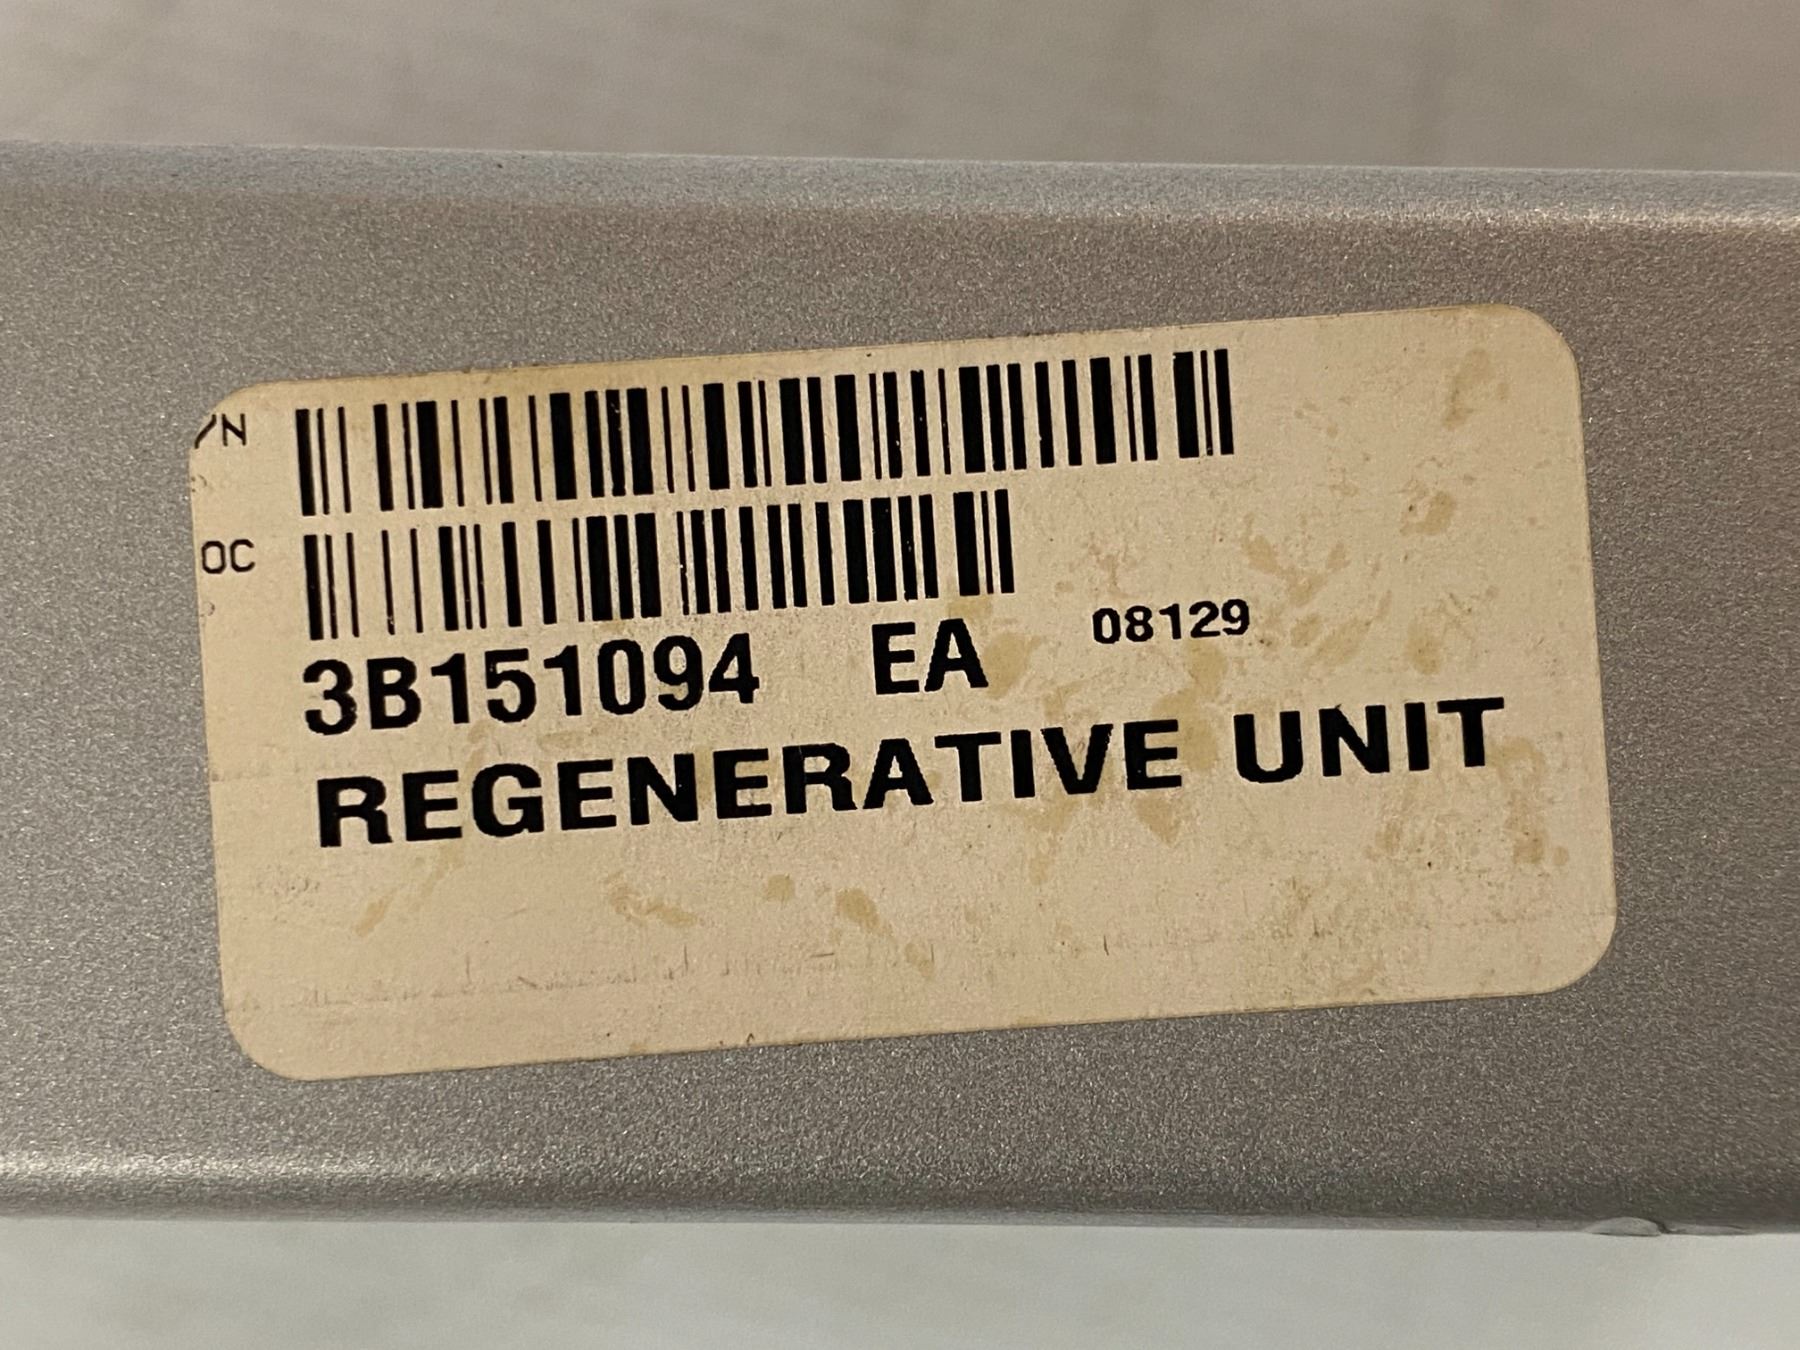 /N
OC
3B151094 EA 08129
REGENERATIVE UNIT